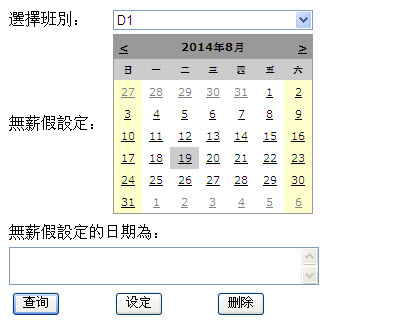 選擇班別： D1
< 2014年8月 >
日 一 二 三 四 五 六
27 28 29 30 31 1 2
3 4 5 6 7 8 9
無薪假設定：
10 11 12 13 14 15 16
17 18 19 20 21 22 23
24 25 26 27 28 29 30
31 1 2 3 4 5 6
無薪假設定的日期為：
查询 设定 删除